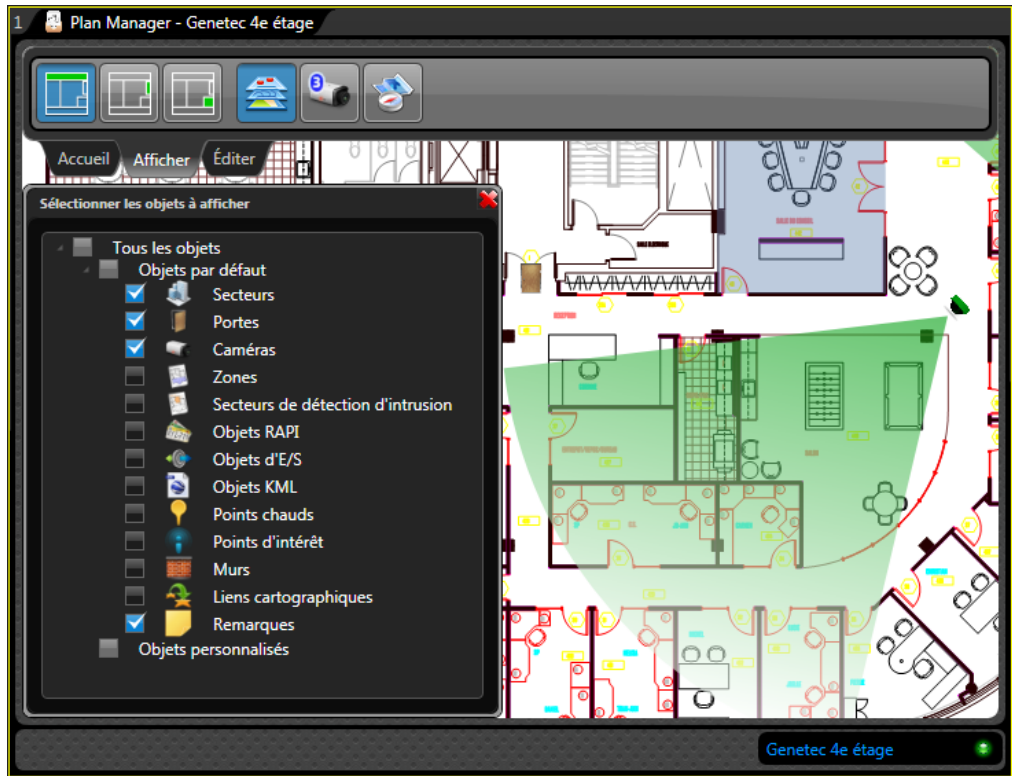 1 Plan Manager - Genetec 4e étage
3
Accueil Afficher Éditer
Sélectionner les objets à afficher
Tous les objets
Objets par défaut
Secteurs
Portes
Caméras
Zones
Secteurs de détection d'intrusion
Objets RAPI
Objets d'E/S
Objets KML
Points chauds
Points d'intérêt
Murs
Liens cartographiques
Remarques
Objets personnalisés
Genetec 4e étage